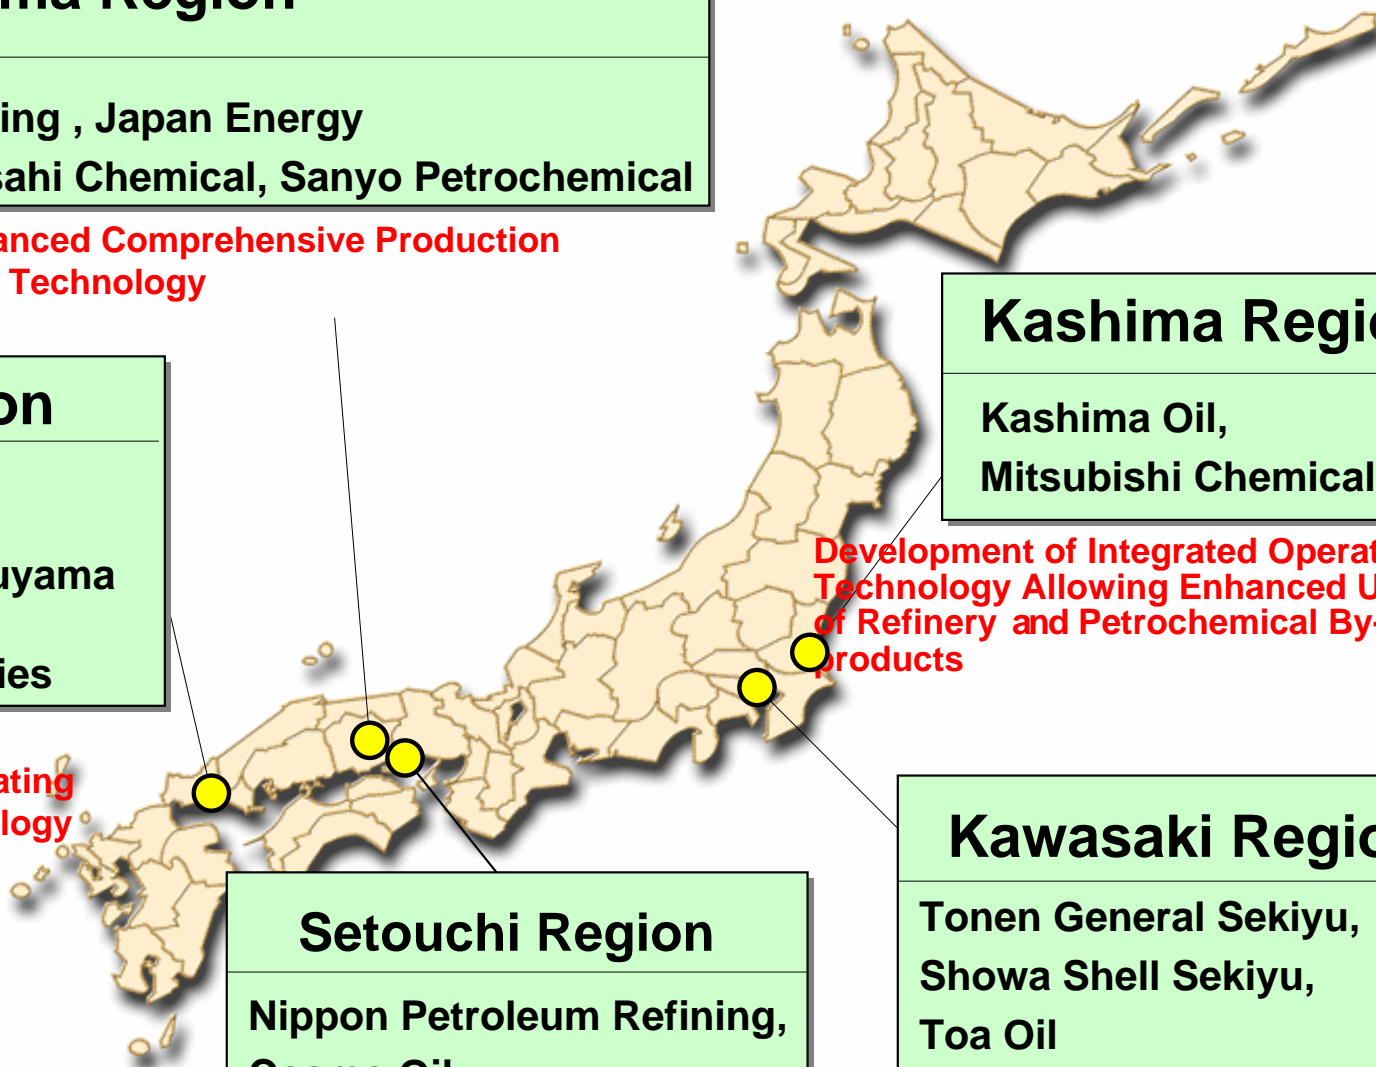 Region
ing , Japan Energy
sahi Chemical, Sanyo Petrochemical
anced Comprehensive Production
Technology
on
uyama
ies
ating
logy
Kashima Regi
Kashima Oil,
Mitsubishi Chemical
Development of Integrated Operat
Technology Allowing Enhanced U
of Refinery and Petrochemical By-
products
Setouchi Region
Nippon Petroleum Refining,
Kawasaki Regio
Tonen General Sekiyu,
Showa Shell Sekiyu,
Toa Oil